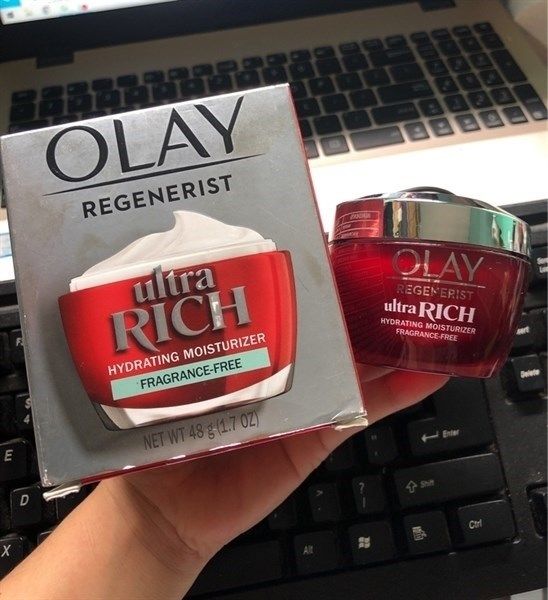 OLAY
REGENERIST
ultra
RICH
HYDRATING MOISTURIZER
FRAGRANCE-FREE
NET WT 48 g (1.7 OZ)
OLAY
REGENERIST
ultra RICH
HYDRATING MOISTURIZER
FRAGRANCE-FREE
Delete
Enter
Shift
Alt
Ctrl
E
D
X